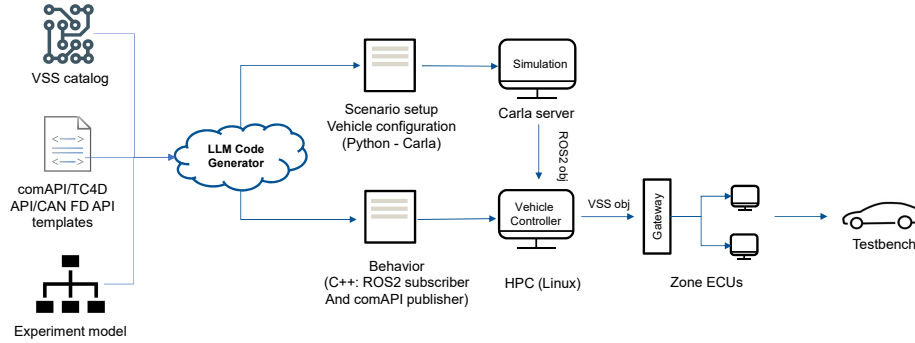 VSS catalog
comAPI/TC4D
API/CAN FD API
templates
Experiment model
LLM Code
Generator
Scenario setup
Vehicle configuration
(Python - Carla)
Behavior
(C++: ROS2 subscriber
And comAPI publisher)
Simulation
Carla server
ROS2 obj
Vehicle
Controller
HPC (Linux)
VSS obj
Gateway
Zone ECUs
Testbench